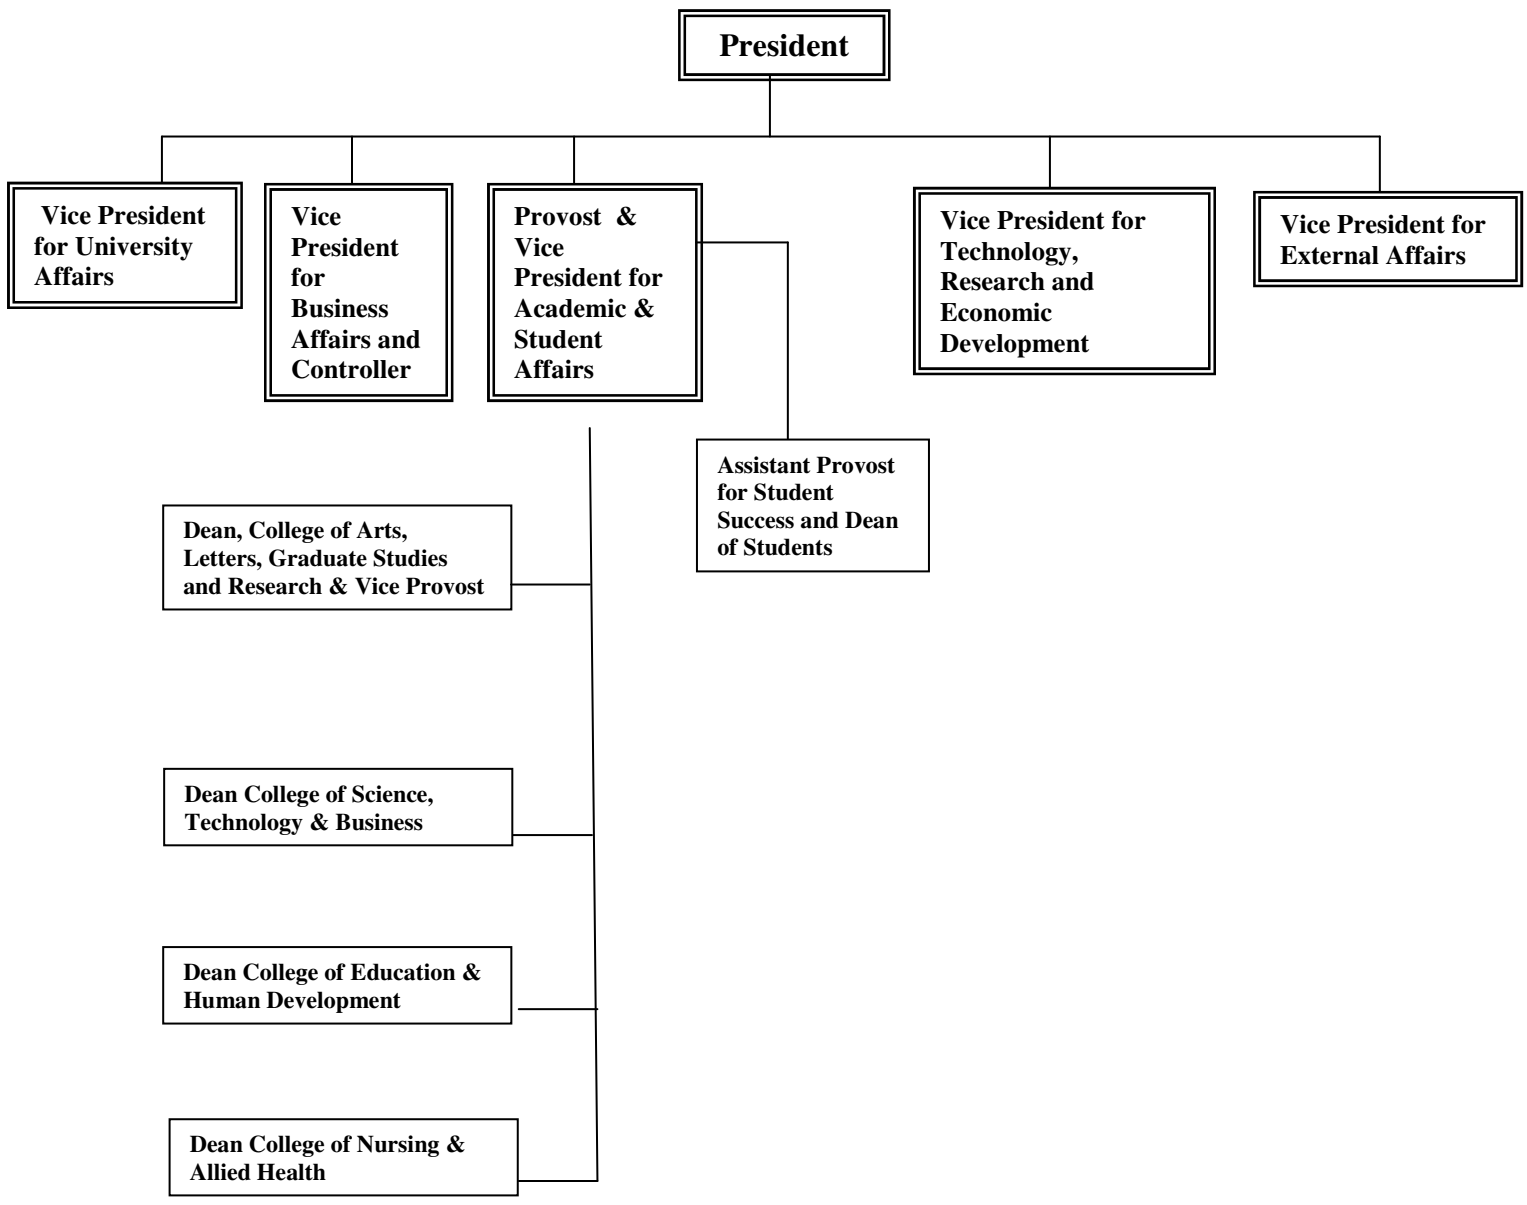 President
Vice President
for University
Affairs
Vice
President
for
Business
Affairs and
Controller
Provost &
Vice
President for
Academic &
Student
Affairs
Vice President for
Technology,
Research and
Economic
Development
Vice President for
External Affairs
Assistant Provost
for Student
Success and Dean
of Students
Dean, College of Arts,
Letters, Graduate Studies
and Research & Vice Provost
Dean College of Science,
Technology & Business
Dean College of Education &
Human Development
Dean College of Nursing &
Allied Health